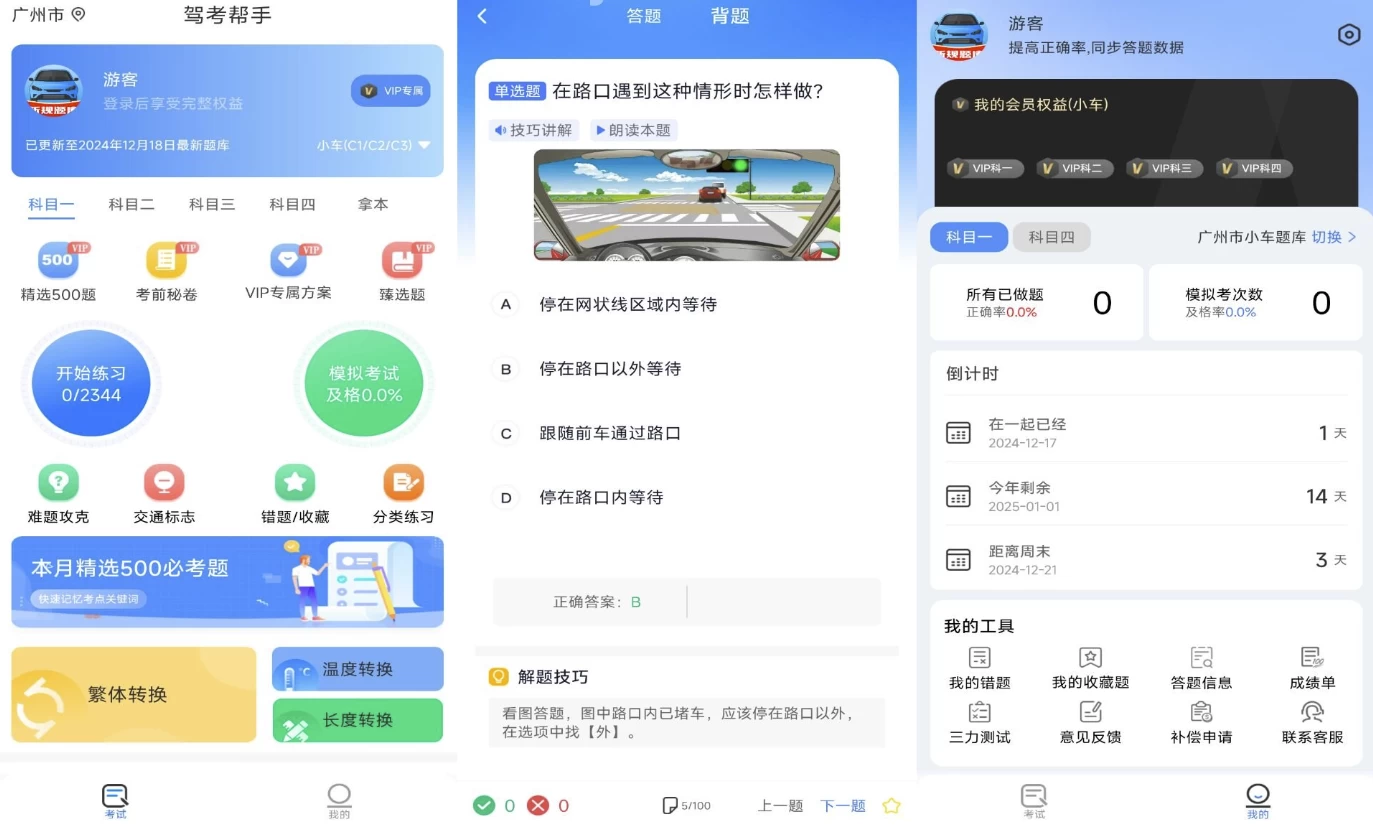 广州市
驾考帮手
游客
登录后享受完整权益
VIP专属
已更新至2024年12月18日最新题库
小车(C1/C2/C3)
科目一
科目二
科目三
科目四
拿本
500
VIP
VIP
VIP
VIP
精选500题
考前秘卷
VIP专属方案
臻选题
开始练习
0/2344
模拟考试
及格0.0%
难题攻克
交通标志
错题/收藏
分类练习
本月精选500必考题
快速记忆考点关键词
繁体转换
温度转换
长度转换
考试
我的
答题
背题
单选题
在路口遇到这种情形时怎样做?
技巧讲解
朗读本题
A 停在网状线区域内等待
B 停在路口以外等待
C 跟随前车通过路口
D 停在路口内等待
正确答案：B
解题技巧
看图答题，图中路口内已堵车，应该停在路口以外，
在选项中找【外】。
0
0
5/100
上一题
下一题
游客
提高正确率,同步答题数据
我的会员权益(小车)
VIP科一
VIP科二
VIP科三
VIP科四
科目一
科目四
广州市小车题库 切换 >
所有已做题
正确率0.0%
0
模拟考次数
及格率0.0%
0
倒计时
在一起已经
2024-12-17
1 天
今年剩余
2025-01-01
14 天
距离周末
2024-12-21
3 天
我的工具
我的错题
我的收藏题
答题信息
成绩单
三力测试
意见反馈
补偿申请
联系客服
考试
我的